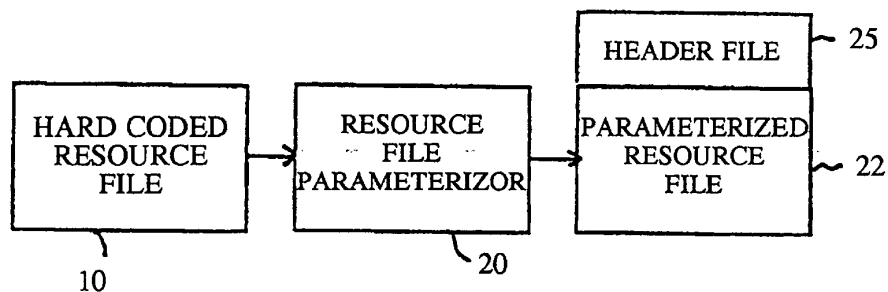 HEADER FILE
25
HARD CODED
RESOURCE
FILE
RESOURCE
FILE
PARAMETERIZOR
PARAMETERIZED
RESOURCE
FILE
22
10
20